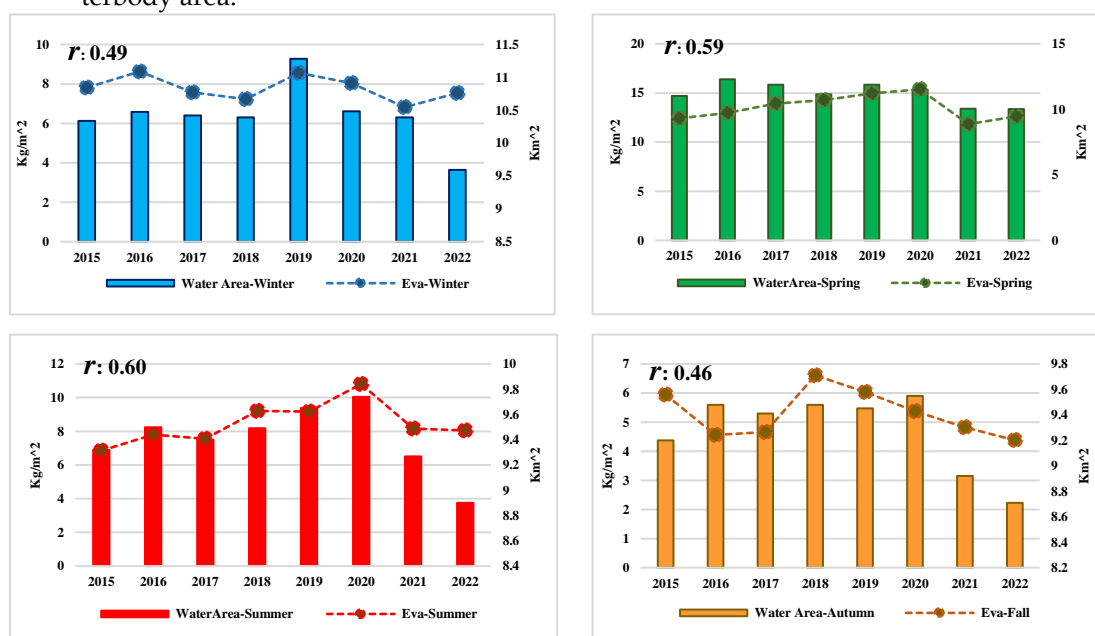 terbody area.
r: 0.49
Kg/m^2
10
8
6
4
2
0
11.5
11
10.5
10
9.5
9
8.5
Km^2
2015 2016 2017 2018 2019 2020 2021 2022
Water Area-Winter Eva-Winter
r: 0.59
Kg/m^2
20
15
10
5
0
15
10
5
0
Km^2
2015 2016 2017 2018 2019 2020 2021 2022
WaterArea-Spring Eva-Spring
r: 0.60
Kg/m^2
12
10
8
6
4
2
0
10
9.8
9.6
9.4
9.2
9
8.8
8.6
8.4
Km^2
2015 2016 2017 2018 2019 2020 2021 2022
WaterArea-Summer Eva-Summer
r: 0.46
Kg/m^2
7
6
5
4
3
2
1
0
9.8
9.6
9.4
9.2
9
8.8
8.6
8.4
8.2
Km^2
2015 2016 2017 2018 2019 2020 2021 2022
Water Area-Autumn Eva-Fall